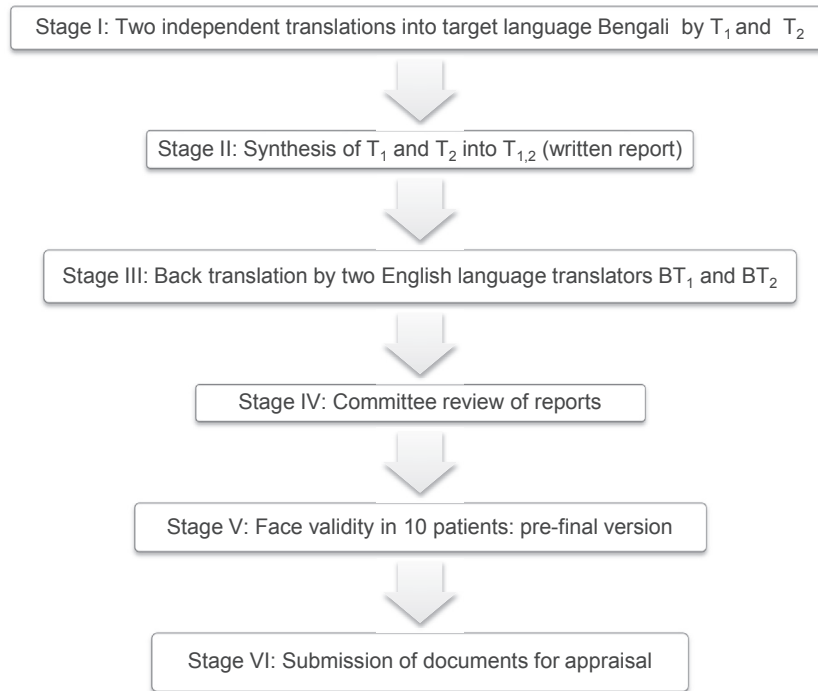 Stage I: Two independent translations into target language Bengali by T₁ and T₂
Stage II: Synthesis of T₁ and T₂ into T₁,₂ (written report)
Stage III: Back translation by two English language translators BT₁ and BT₂
Stage IV: Committee review of reports
Stage V: Face validity in 10 patients: pre-final version
Stage VI: Submission of documents for appraisal